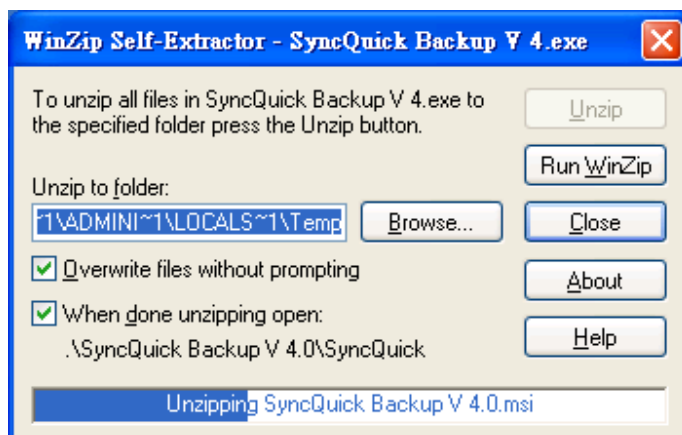 WinZip Self-Extractor - SyncQuick Backup V 4.exe
To unzip all files in SyncQuick Backup V 4.exe to
the specified folder press the Unzip button.
Unzip
Run WinZip
Unzip to folder:
~1\ADMINI~1\LOCALS~1\Temp
Browse...
Close
Overwrite files without prompting
About
When done unzipping open:
.\SyncQuick Backup V 4.0\SyncQuick
Help
Unzipping SyncQuick Backup V 4.0.msi